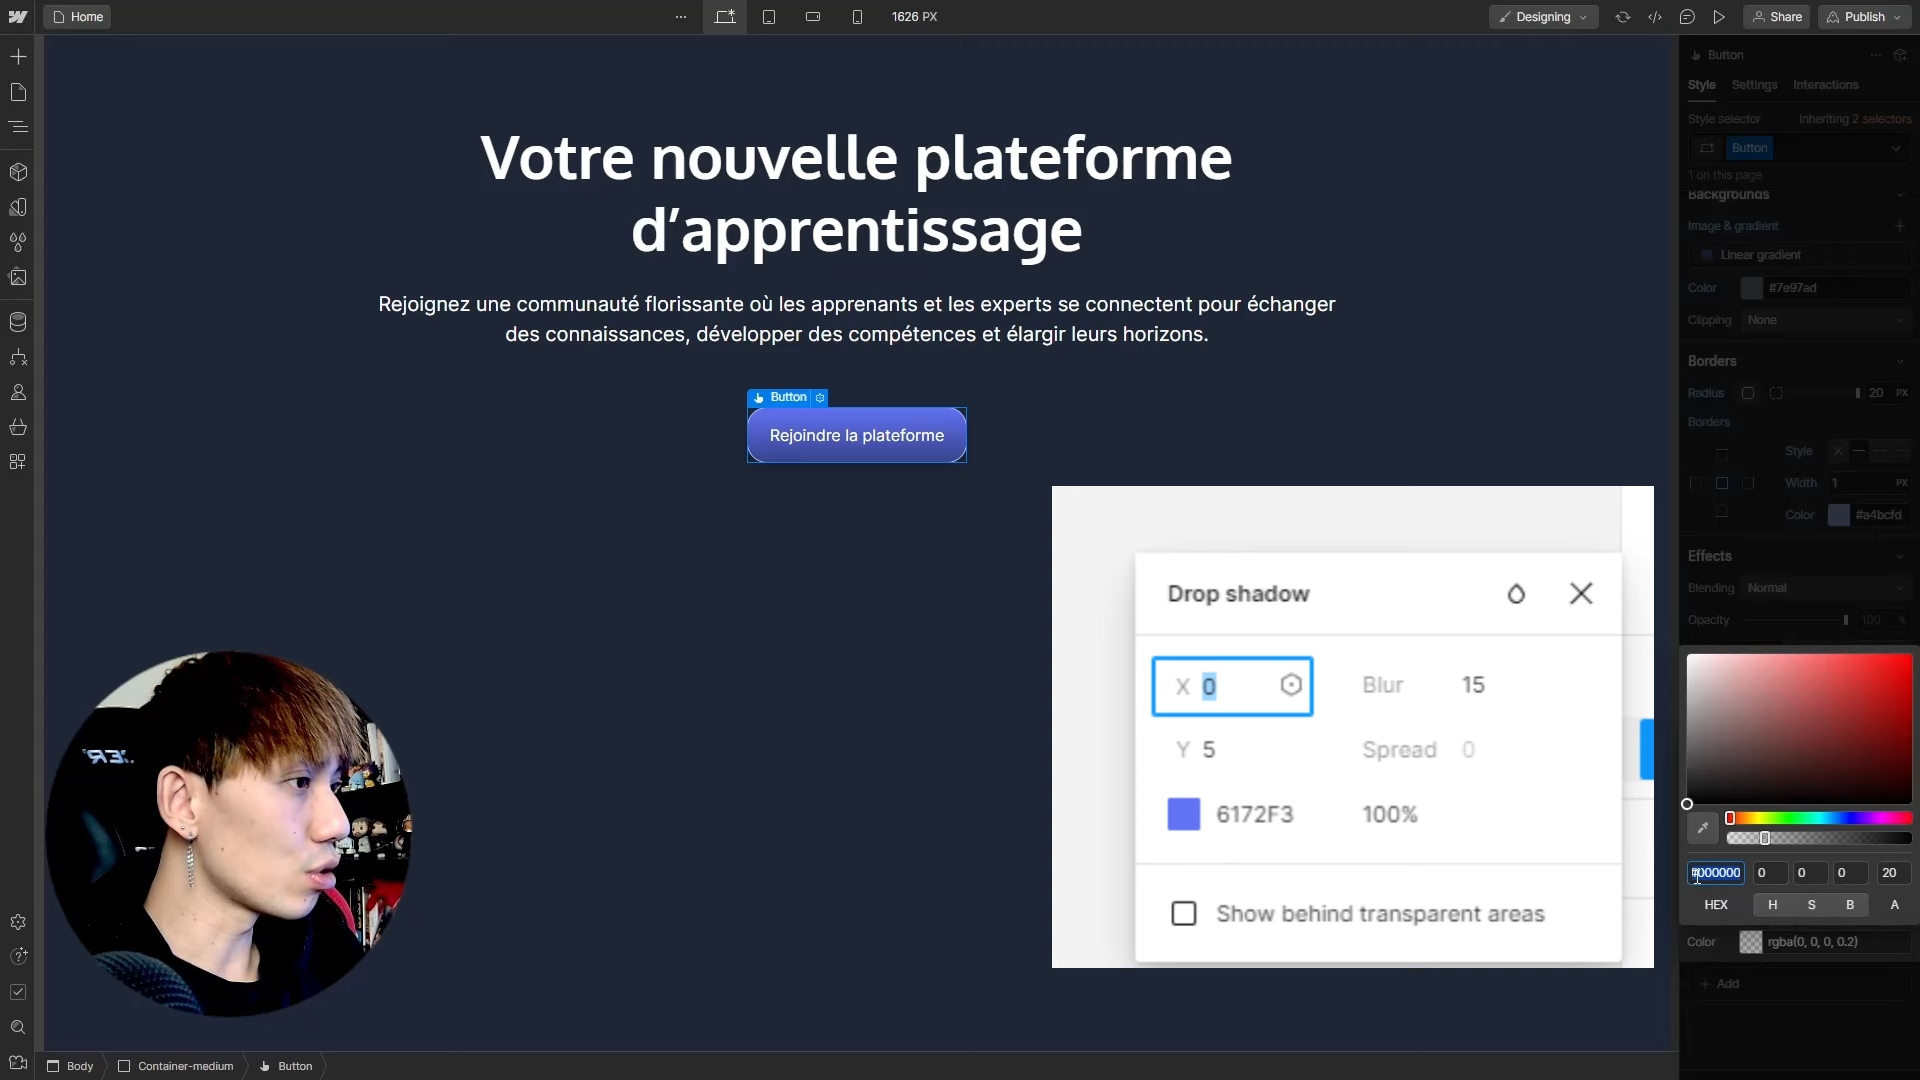 Home
1626 PX
Designing
Share
Publish
Button
Style Settings Interactions
Style selector Inheriting 2 selectors
Button
1 on this page
Backgrounds
Image & gradient
Linear gradient
Color #7e97ad
Clipping None
Borders
Radius 20 PX
Borders
Style
Width 1 PX
Color #a4bcfd
Effects
Blending Normal
Opacity 100 %
#000000 0 0 0 20
HEX H S B A
Color rgba(0, 0, 0, 0.2)
+ Add
Votre nouvelle plateforme
d’apprentissage
Rejoignez une communauté florissante où les apprenants et les experts se connectent pour échanger
des connaissances, développer des compétences et élargir leurs horizons.
Button
Rejoindre la plateforme
Drop shadow
X 0 Blur 15
Y 5 Spread 0
6172F3 100%
Show behind transparent areas
Body Container-medium Button